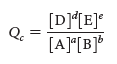 Q_c = [D]^d[E]^e / [A]^a[B]^b